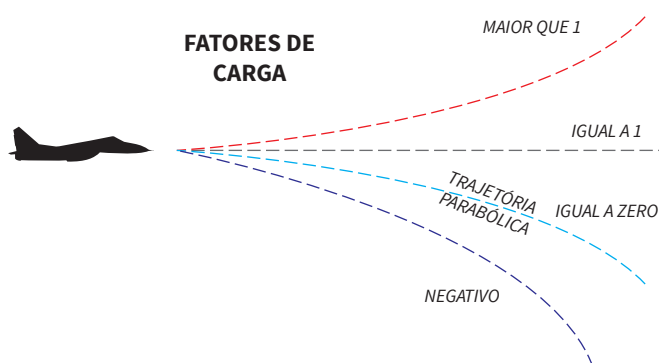 FATORES DE
CARGA
MAIOR QUE 1
IGUAL A 1
TRAJETÓRIA
PARABÓLICA
IGUAL A ZERO
NEGATIVO